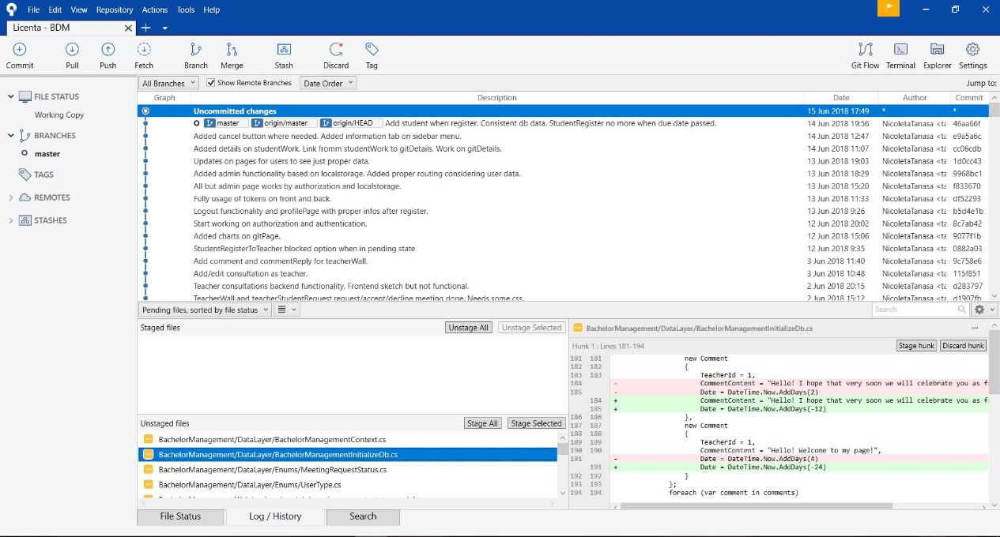 File Edit View Repository Actions Tools Help
Licenta - BDM
Commit Pull Push Fetch Branch Merge Stash Discard Tag Git Flow Terminal Explorer Settings
All Branches Show Remote Branches Date Order Jump to:
FILE STATUS
Working Copy
BRANCHES
master
TAGS
REMOTES
STASHES
Graph Description Date Author Commit
Uncommitted changes 15 Jun 2018 17:49 * *
master origin/master origin/HEAD Add student when register. Consistent db data. StudentRegister no more when due date passed. 14 Jun 2018 19:56 NicoletaTanasa <ta 46aa66f
Added cancel button where needed. Added information tab on sidebar menu. 14 Jun 2018 12:47 NicoletaTanasa <ta e9a5a6c
Added details on studentWork. Link fromm studentWork to gitDetails. Work on gitDetails. 14 Jun 2018 11:07 NicoletaTanasa <ta cc06cdb
Updates on pages for users to see just proper data. 13 Jun 2018 19:03 NicoletaTanasa <ta 1d0cc43
Added admin functionality based on localstorage. Added proper routing considering user data. 13 Jun 2018 18:29 NicoletaTanasa <ta 9968bc1
All but admin page works by authorization and localstorage. 13 Jun 2018 15:20 NicoletaTanasa <ta f833670
Fully usage of tokens on front and back. 13 Jun 2018 11:33 NicoletaTanasa <ta df52293
Logout functionality and profilePage with proper infos after register. 13 Jun 2018 9:26 NicoletaTanasa <ta b5d4e1b
Start working on authorization and authentication. 12 Jun 2018 20:02 NicoletaTanasa <ta 8c7ab42
Added charts on gitPage. 12 Jun 2018 15:06 NicoletaTanasa <ta 9077f1b
StudentRegisterToTeacher blocked option when in pending state 12 Jun 2018 9:35 NicoletaTanasa <ta 0882a03
Add comment and commentReply for teacherWall. 3 Jun 2018 11:40 NicoletaTanasa <ta 9c758e6
Add/edit consultation as teacher. 3 Jun 2018 10:48 NicoletaTanasa <ta 115f851
Teacher consultations backend functionality. Frontend sketch but not functional. 2 Jun 2018 20:15 NicoletaTanasa <ta d283797
TeacherWall and teacherStudentRequest request/accept/decline meeting done. Needs some css. 2 Jun 2018 15:12 NicoletaTanasa <ta d1907fb
Pending files, sorted by file status Search
Staged files Unstage All Unstage Selected
Unstaged files Stage All Stage Selected
BachelorManagement/DataLayer/BachelorManagementContext.cs
BachelorManagement/DataLayer/BachelorManagementInitializeDb.cs
BachelorManagement/DataLayer/Enums/MeetingRequestStatus.cs
BachelorManagement/DataLayer/Enums/UserType.cs
BachelorManagement/DataLayer/BachelorManagementInitializeDb.cs
Hunk 1 : Lines 181-194 Stage hunk Discard hunk
181 181 new Comment
182 182 {
183 183 TeacherId = 1,
184 - CommentContent = "Hello! I hope that very soon we will celebrate you as f
185 - Date = DateTime.Now.AddDays(2)
184 + CommentContent = "Hello! I hope that very soon we will celebrate you as f
185 + Date = DateTime.Now.AddDays(-12)
186 186 },
187 187 new Comment
188 188 {
189 189 TeacherId = 1,
190 190 CommentContent = "Hello! Welcome to my page!",
191 - Date = DateTime.Now.AddDays(4)
191 + Date = DateTime.Now.AddDays(-24)
192 192 }
193 193 };
194 194 foreach (var comment in comments)
File Status Log / History Search